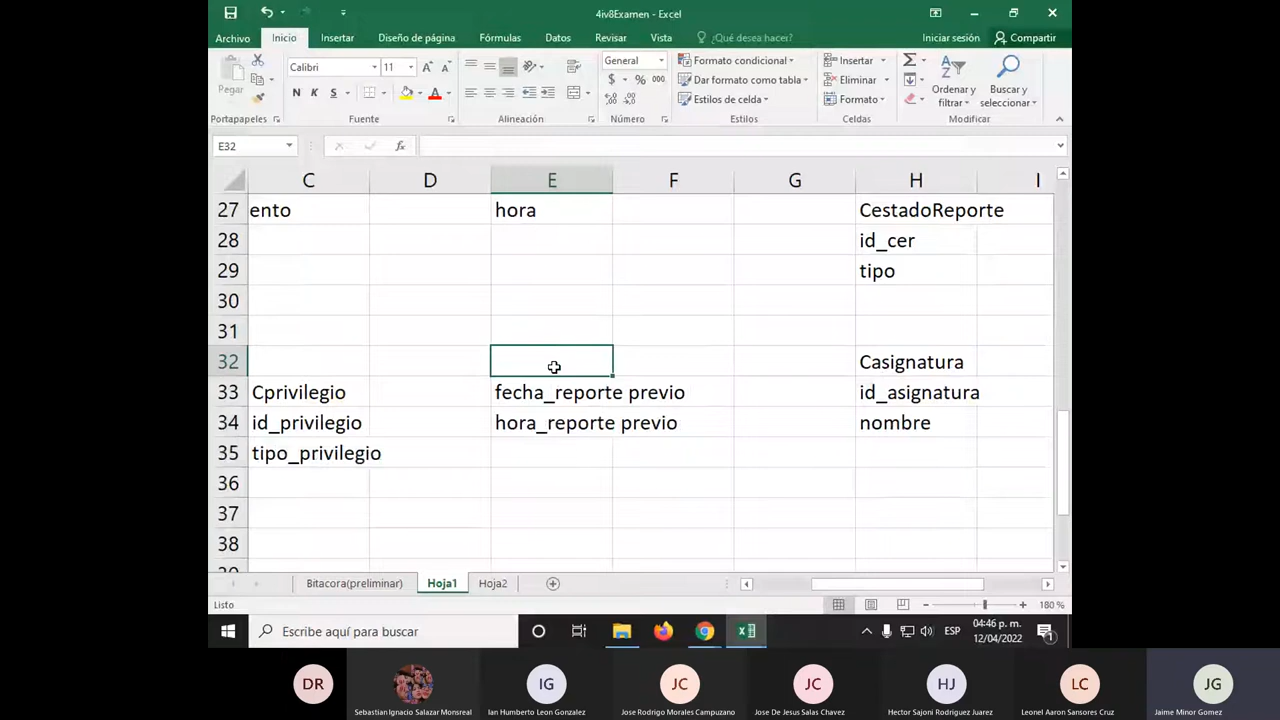 4iv8Examen - Excel
Archivo Inicio Insertar Diseño de página Fórmulas Datos Revisar Vista ¿Qué desea hacer? Iniciar sesión Compartir
Pegar
Calibri 11
N K S
General
$ % 000
Formato condicional
Dar formato como tabla
Estilos de celda
Insertar
Eliminar
Formato
Ordenar y filtrar
Buscar y seleccionar
Portapapeles Fuente Alineación Número Estilos Celdas Modificar
E32 fx
C D E F G H I
27 ento hora CestadoReporte
28 id_cer
29 tipo
30
31
32 Casignatura
33 Cprivilegio fecha_reporte previo id_asignatura
34 id_privilegio hora_reporte previo nombre
35 tipo_privilegio
36
37
38
39
Bitacora(preliminar) Hoja1 Hoja2
Listo 180 %
Escribe aquí para buscar
ESP
04:46 p. m.
12/04/2022
1
DR IG JC JC HJ LC JG
Sebastian Ignacio Salazar Monsreal
Ian Humberto Leon Gonzalez
Jose Rodrigo Morales Campuzano
Jose De Jesus Salas Chavez
Hector Sajoni Rodriguez Juarez
Leonel Aaron Sansores Cruz
Jaime Minor Gomez